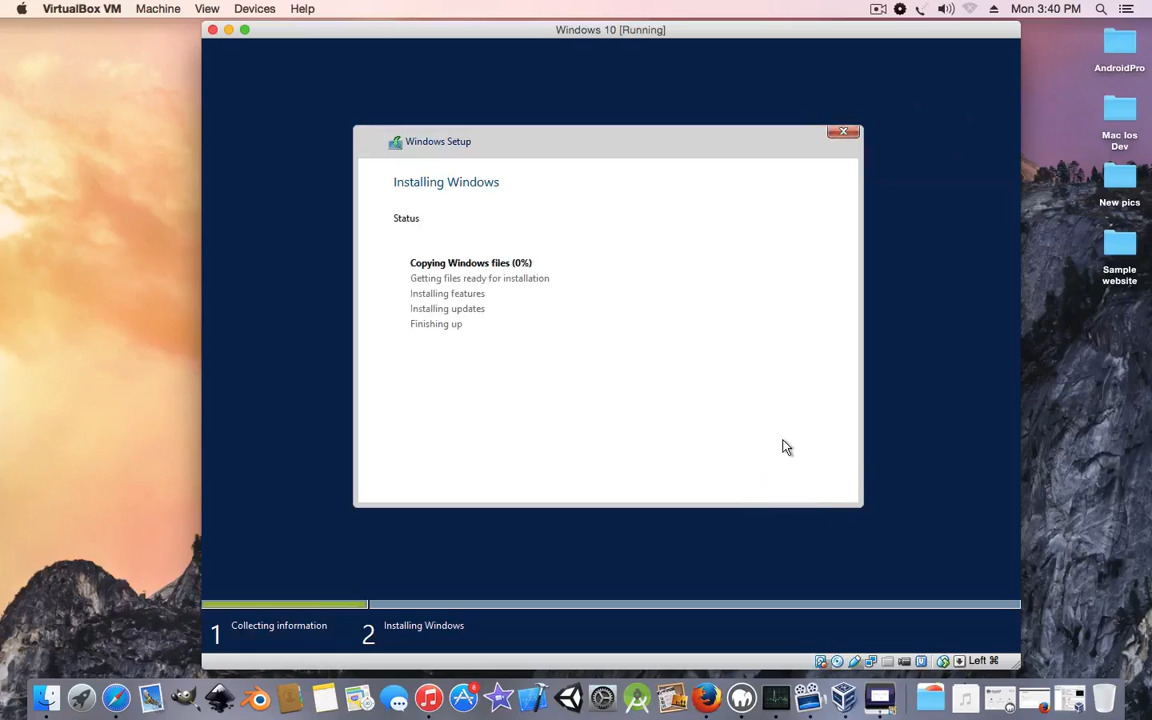 VirtualBox VM Machine View Devices Help Mon 3:40 PM
Windows 10 [Running]
AndroidPro
Mac Ios
Dev
New pics
Sample
website
Windows Setup
Installing Windows
Status
Copying Windows files (0%)
Getting files ready for installation
Installing features
Installing updates
Finishing up
1 Collecting information
2 Installing Windows
Left ⌘